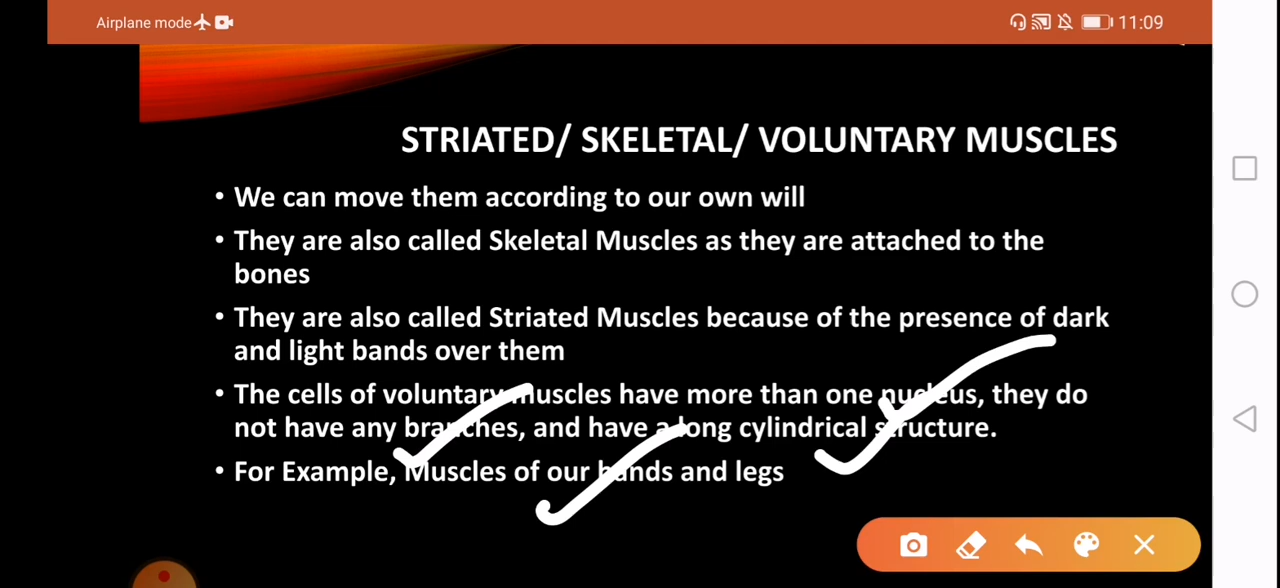 Airplane mode
11:09
STRIATED/ SKELETAL/ VOLUNTARY MUSCLES
• We can move them according to our own will
• They are also called Skeletal Muscles as they are attached to the
bones
• They are also called Striated Muscles because of the presence of dark
and light bands over them
• The cells of voluntary muscles have more than one nucleus, they do
not have any branches, and have a long cylindrical structure.
• For Example, Muscles of our hands and legs